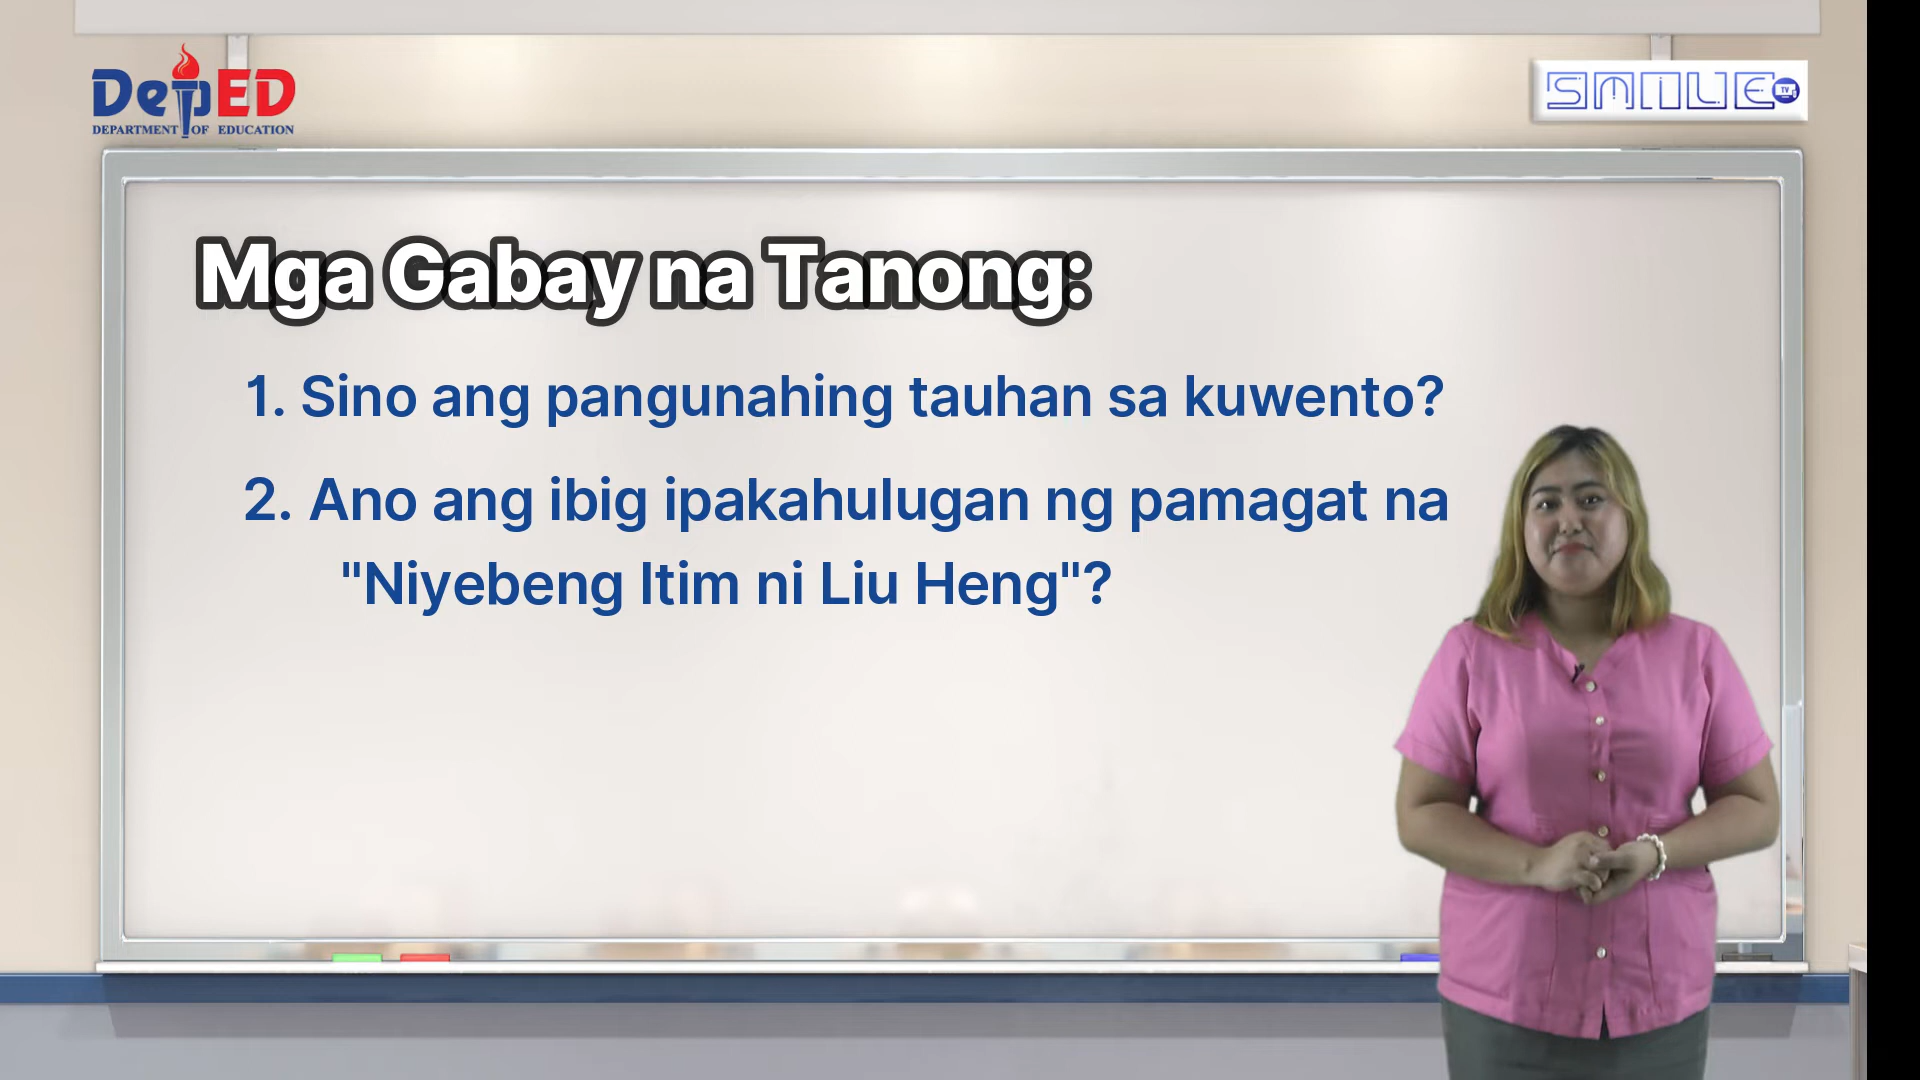 DepED
DEPARTMENT OF EDUCATION
SMILE TV
Mga Gabay na Tanong:
1. Sino ang pangunahing tauhan sa kuwento?
2. Ano ang ibig ipakahulugan ng pamagat na
"Niyebeng Itim ni Liu Heng"?